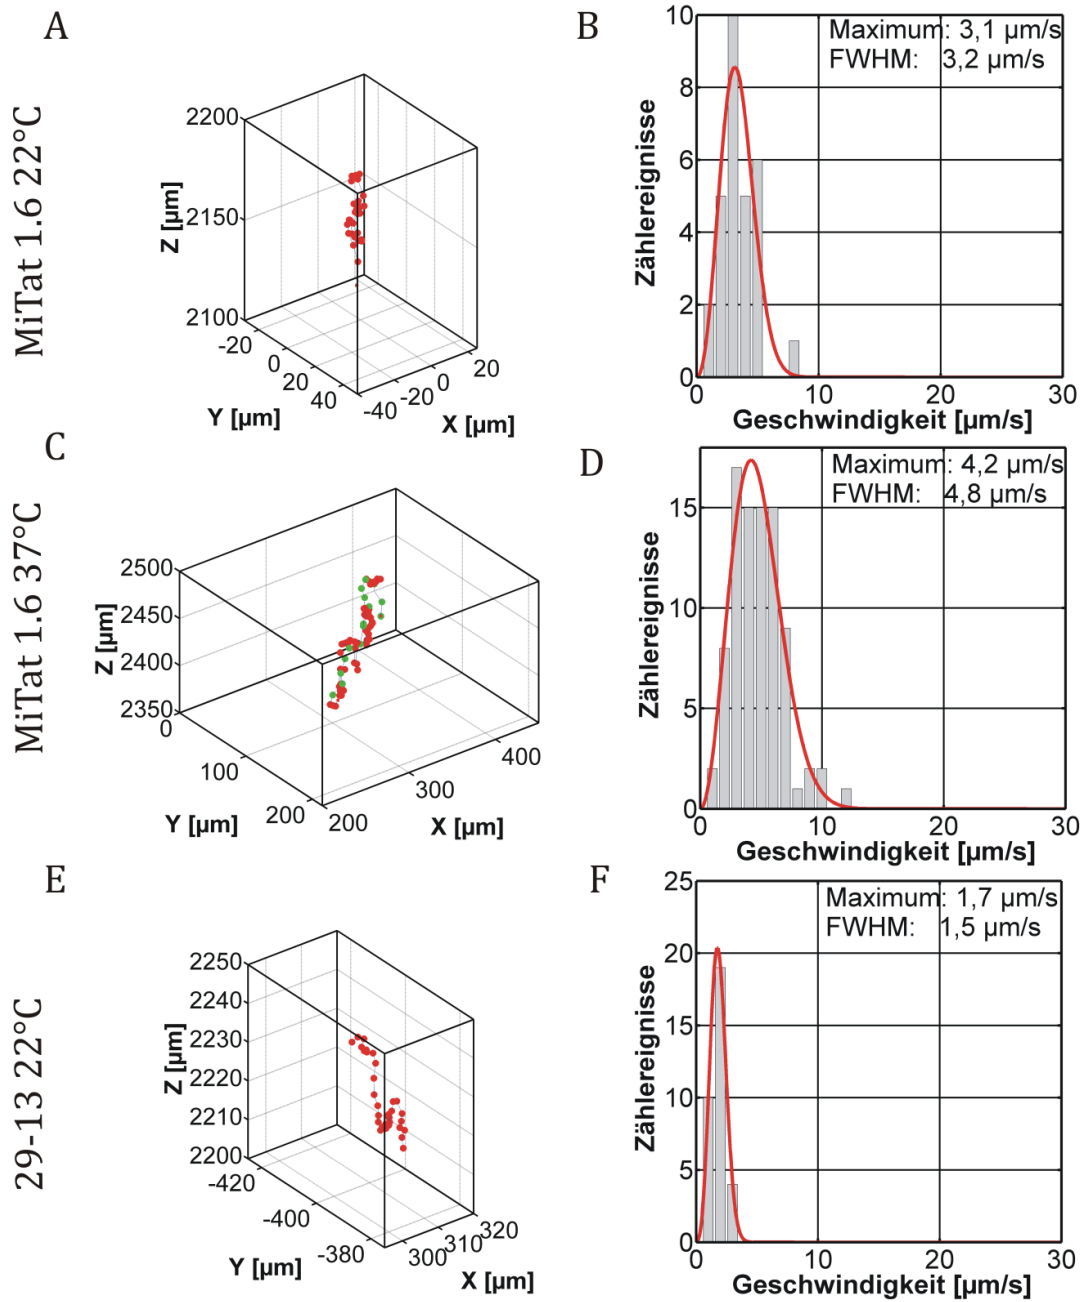 A
MiTat 1.6 22°C
2200
2150
2100
Z [µm]
-20
0
20
40
Y [µm]
-40
-20
0
20
X [µm]
B
Maximum: 3,1 µm/s
FWHM: 3,2 µm/s
10
8
6
4
2
0
Zählereignisse
0
10
20
30
Geschwindigkeit [µm/s]
C
MiTat 1.6 37°C
2500
2450
2400
2350
Z [µm]
0
100
200
Y [µm]
200
300
400
X [µm]
D
Maximum: 4,2 µm/s
FWHM: 4,8 µm/s
15
10
5
0
Zählereignisse
0
10
20
30
Geschwindigkeit [µm/s]
E
29-13 22°C
2250
2240
2230
2220
2210
2200
Z [µm]
-420
-400
-380
Y [µm]
300
310
320
X [µm]
F
Maximum: 1,7 µm/s
FWHM: 1,5 µm/s
25
20
15
10
5
0
Zählereignisse
0
10
20
30
Geschwindigkeit [µm/s]